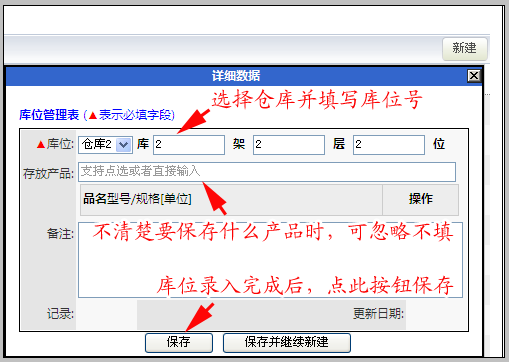 新建
详细数据
选择仓库并填写库位号
库位管理表 (▲表示必填字段)
▲库位: 仓库2 库 2 架 2 层 2 位
存放产品: 支持点选或者直接输入
品名型号/规格[单位] 操作
备注:
不清楚要保存什么产品时，可忽略不填
库位录入完成后，点此按钮保存
记录: 更新日期:
保存 保存并继续新建